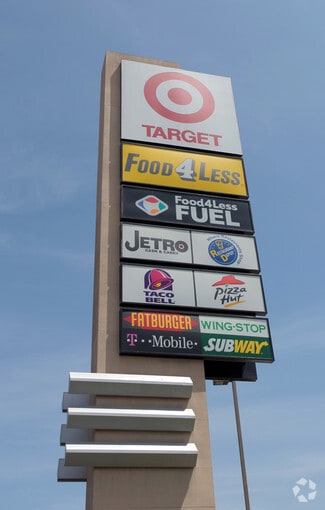 TARGET
FOOD 4 LESS
Food4Less
FUEL
JETRO
CASH & CARRY
TACO
BELL
Pizza
Hut
FATBURGER
WING-STOP
T · · Mobile ·
SUBWAY